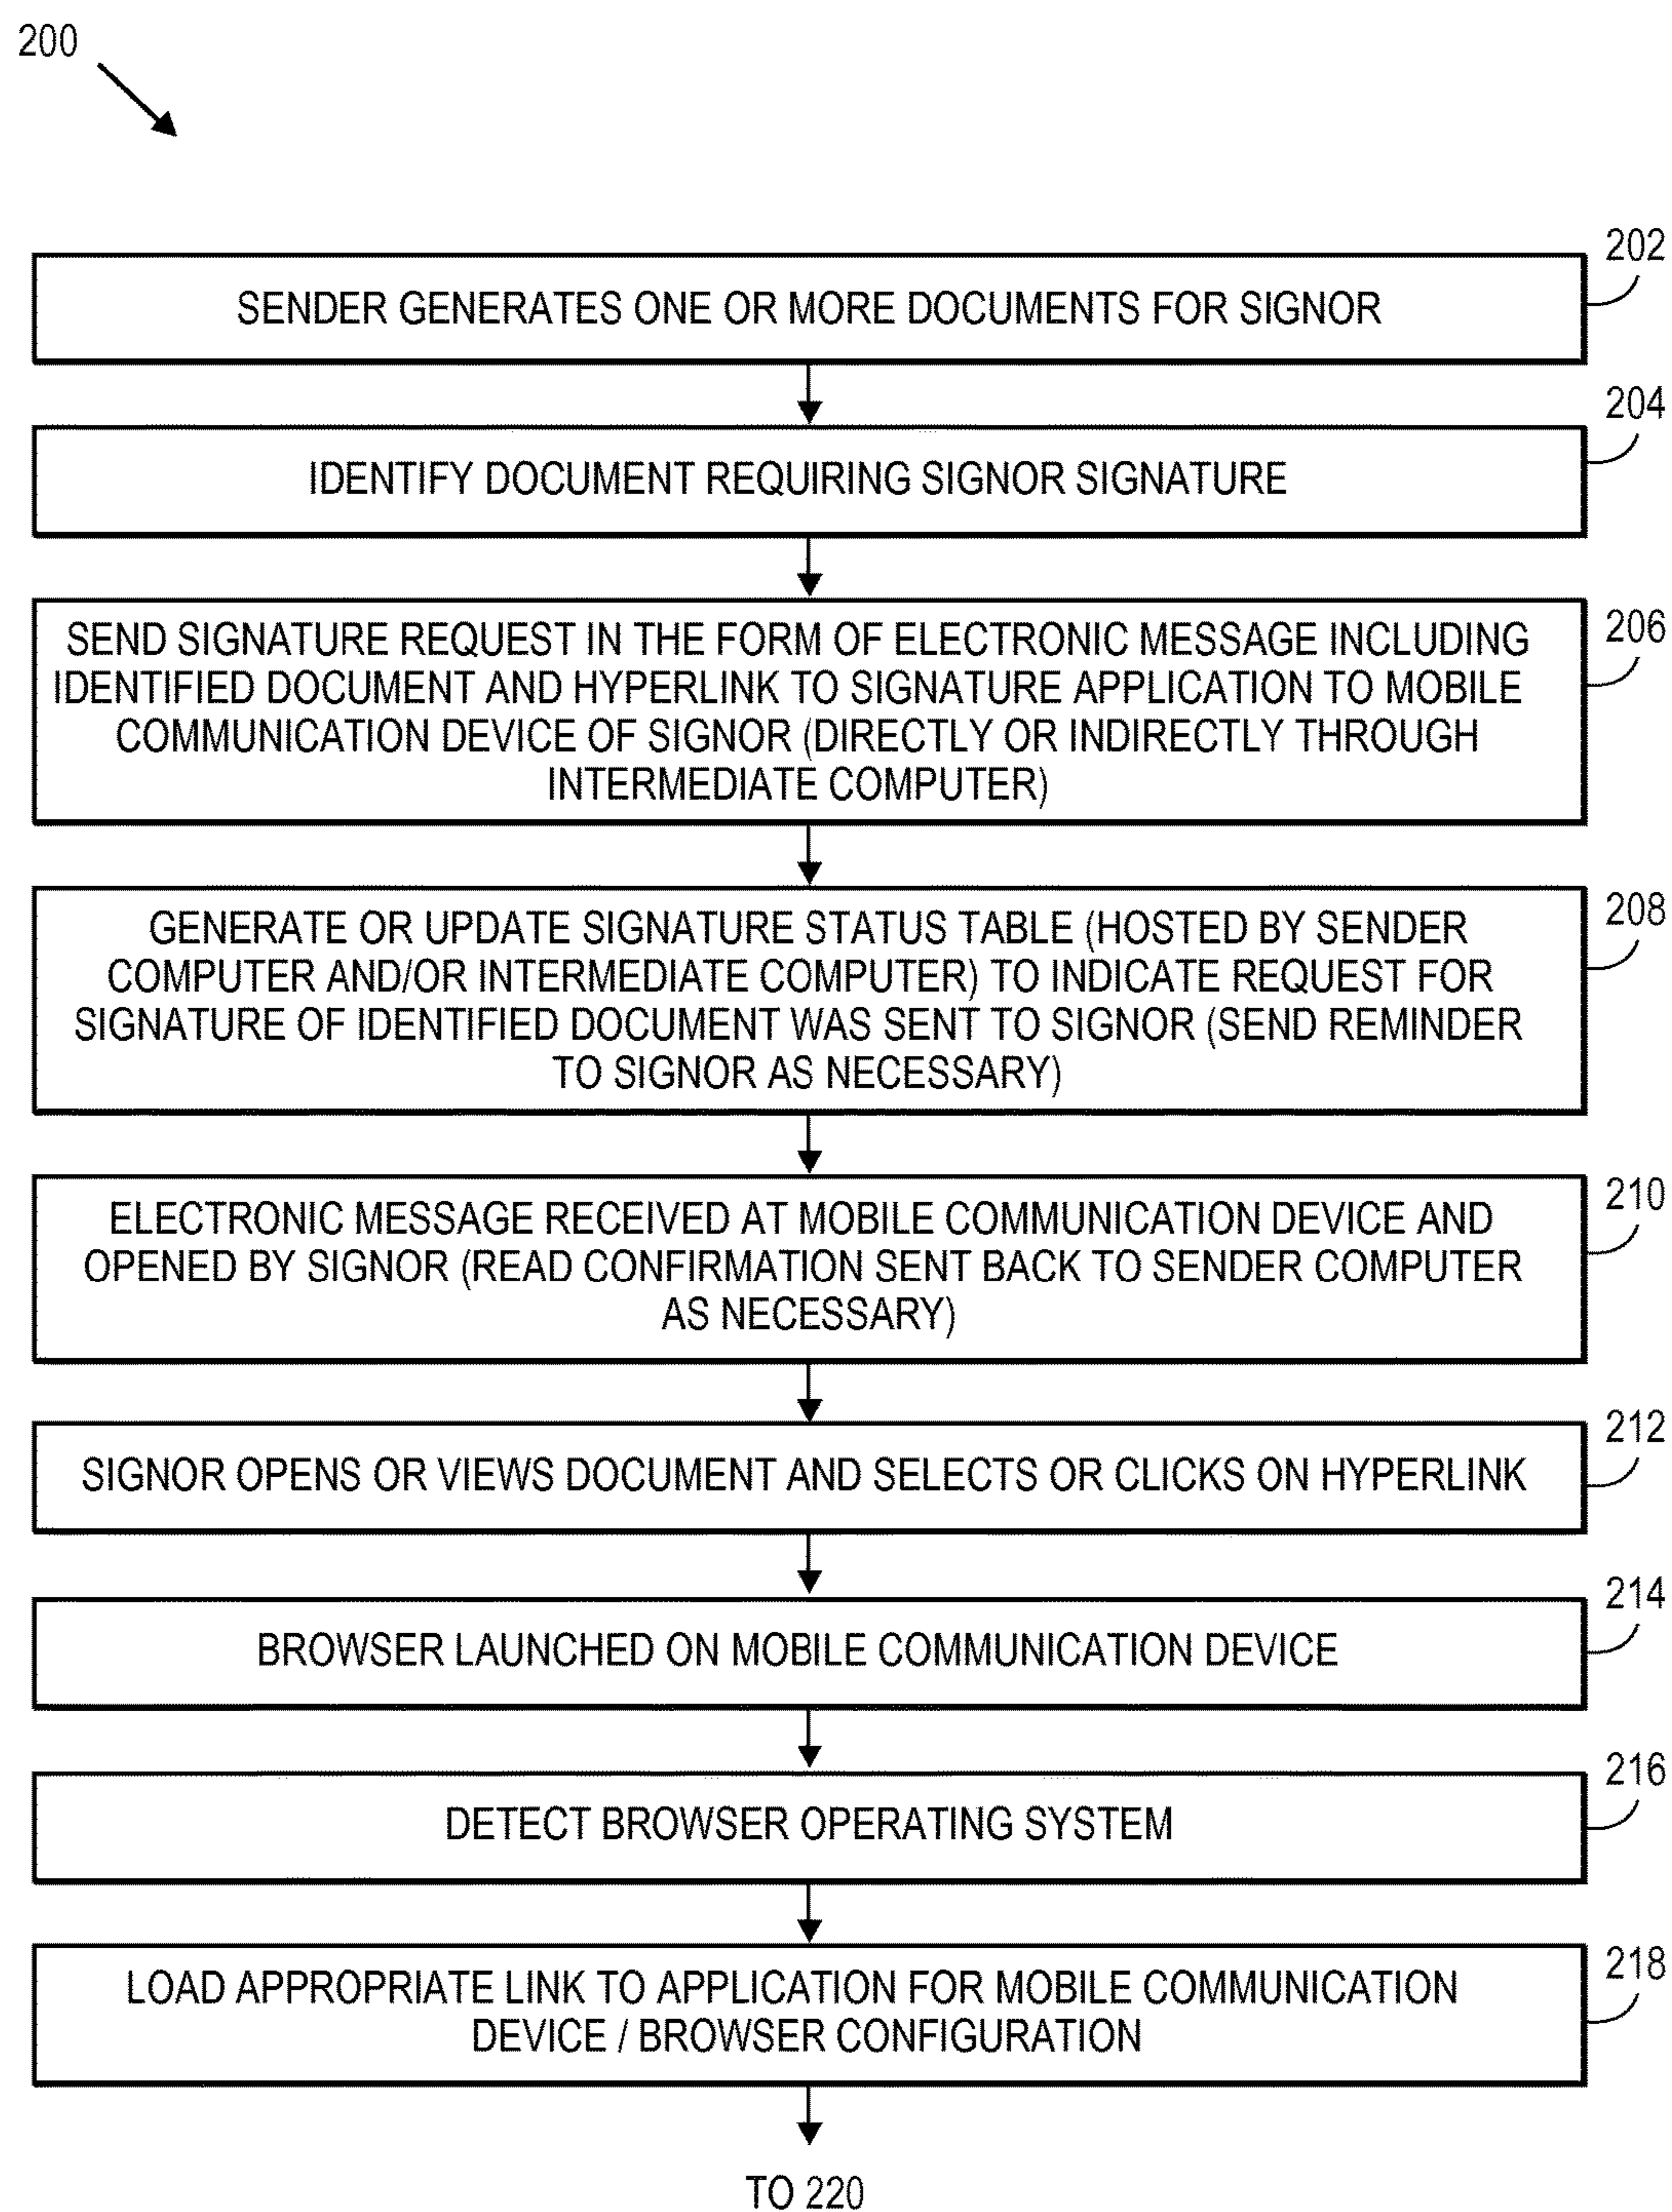 200
202
SENDER GENERATES ONE OR MORE DOCUMENTS FOR SIGNOR
204
IDENTIFY DOCUMENT REQUIRING SIGNOR SIGNATURE
206
SEND SIGNATURE REQUEST IN THE FORM OF ELECTRONIC MESSAGE INCLUDING
IDENTIFIED DOCUMENT AND HYPERLINK TO SIGNATURE APPLICATION TO MOBILE
COMMUNICATION DEVICE OF SIGNOR (DIRECTLY OR INDIRECTLY THROUGH
INTERMEDIATE COMPUTER)
208
GENERATE OR UPDATE SIGNATURE STATUS TABLE (HOSTED BY SENDER
COMPUTER AND/OR INTERMEDIATE COMPUTER) TO INDICATE REQUEST FOR
SIGNATURE OF IDENTIFIED DOCUMENT WAS SENT TO SIGNOR (SEND REMINDER
TO SIGNOR AS NECESSARY)
210
ELECTRONIC MESSAGE RECEIVED AT MOBILE COMMUNICATION DEVICE AND
OPENED BY SIGNOR (READ CONFIRMATION SENT BACK TO SENDER COMPUTER
AS NECESSARY)
212
SIGNOR OPENS OR VIEWS DOCUMENT AND SELECTS OR CLICKS ON HYPERLINK
214
BROWSER LAUNCHED ON MOBILE COMMUNICATION DEVICE
216
DETECT BROWSER OPERATING SYSTEM
218
LOAD APPROPRIATE LINK TO APPLICATION FOR MOBILE COMMUNICATION
DEVICE / BROWSER CONFIGURATION
TO 220